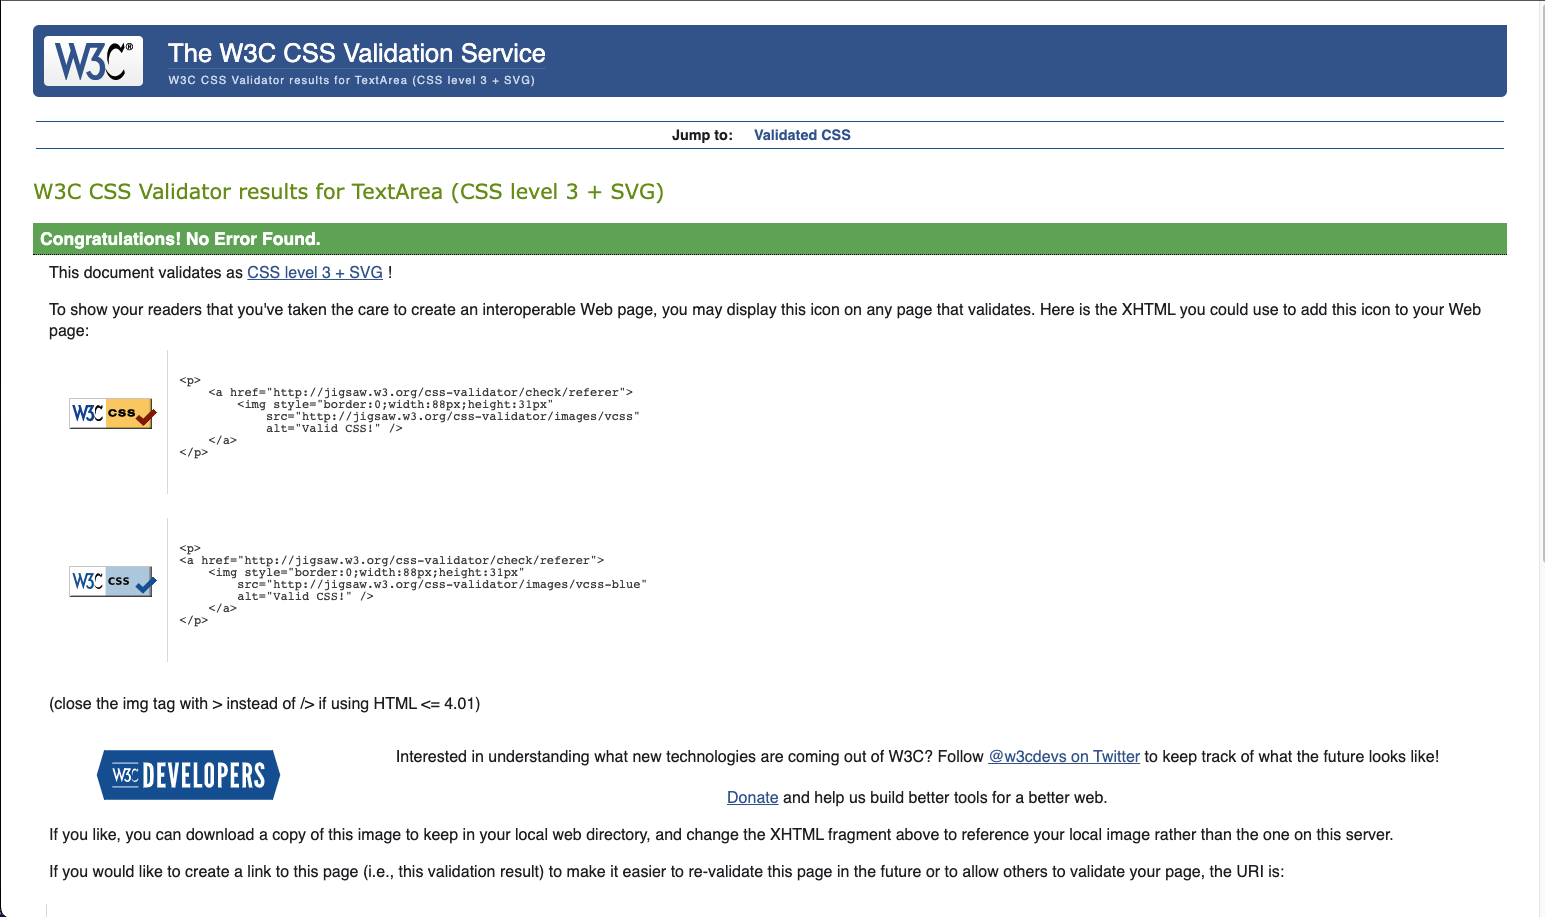 W3C®
The W3C CSS Validation Service
W3C CSS Validator results for TextArea (CSS level 3 + SVG)
Jump to: Validated CSS
W3C CSS Validator results for TextArea (CSS level 3 + SVG)
Congratulations! No Error Found.
This document validates as CSS level 3 + SVG !
To show your readers that you've taken the care to create an interoperable Web page, you may display this icon on any page that validates. Here is the XHTML you could use to add this icon to your Web
page:
W3C css
<p>
<a href="http://jigsaw.w3.org/css-validator/check/referer">
<img style="border:0;width:88px;height:31px"
src="http://jigsaw.w3.org/css-validator/images/vcss"
alt="Valid CSS!" />
</a>
</p>
W3C css
<p>
<a href="http://jigsaw.w3.org/css-validator/check/referer">
<img style="border:0;width:88px;height:31px"
src="http://jigsaw.w3.org/css-validator/images/vcss-blue"
alt="Valid CSS!" />
</a>
</p>
(close the img tag with > instead of /> if using HTML <= 4.01)
W3C DEVELOPERS
Interested in understanding what new technologies are coming out of W3C? Follow @w3cdevs on Twitter to keep track of what the future looks like!
Donate and help us build better tools for a better web.
If you like, you can download a copy of this image to keep in your local web directory, and change the XHTML fragment above to reference your local image rather than the one on this server.
If you would like to create a link to this page (i.e., this validation result) to make it easier to re-validate this page in the future or to allow others to validate your page, the URI is: